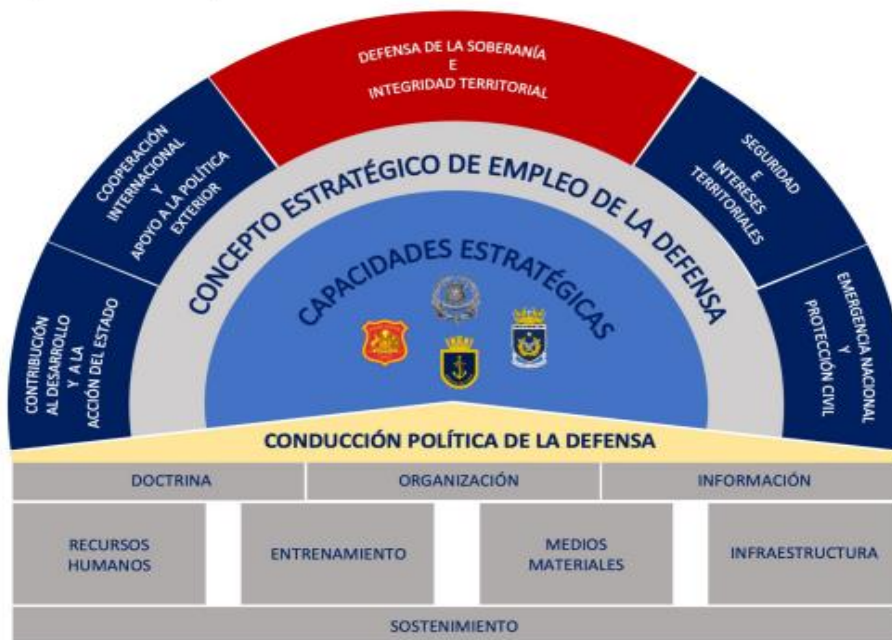 DEFENSA DE LA SOBERANÍA
E
INTEGRIDAD TERRITORIAL
COOPERACIÓN
INTERNACIONAL
Y
APOYO A LA POLÍTICA
EXTERIOR
SEGURIDAD
E
INTERESES
TERRITORIALES
CONTRIBUCIÓN
AL DESARROLLO
Y A LA
ACCIÓN DEL ESTADO
EMERGENCIA NACIONAL
Y
PROTECCIÓN CIVIL
CONCEPTO ESTRATÉGICO DE EMPLEO DE LA DEFENSA
CAPACIDADES ESTRATÉGICAS
CONDUCCIÓN POLÍTICA DE LA DEFENSA
DOCTRINA
ORGANIZACIÓN
INFORMACIÓN
RECURSOS
HUMANOS
ENTRENAMIENTO
MEDIOS
MATERIALES
INFRAESTRUCTURA
SOSTENIMIENTO